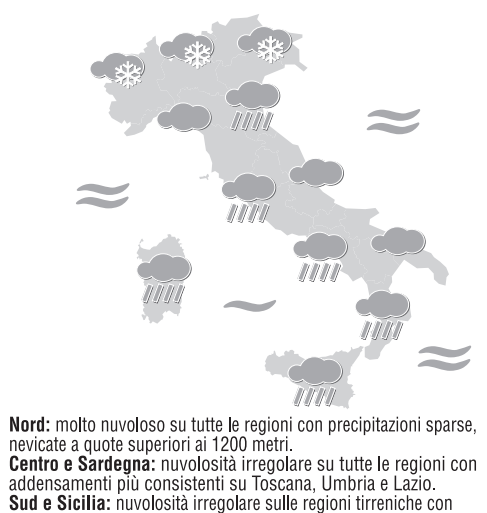 Nord: molto nuvoloso su tutte le regioni con precipitazioni sparse,
nevicate a quote superiori ai 1200 metri.
Centro e Sardegna: nuvolosità irregolare su tutte le regioni con
addensamenti più consistenti su Toscana, Umbria e Lazio.
Sud e Sicilia: nuvolosità irregolare sulle regioni tirreniche con